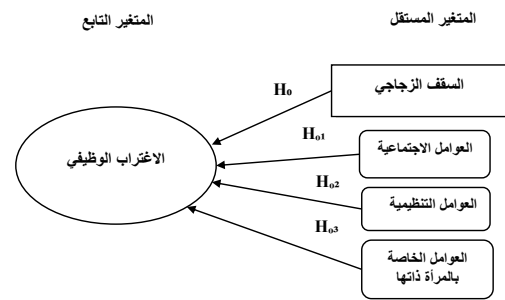 المتغير المستقل
المتغير التابع
السقف الزجاجي
H₀
العوامل الاجتماعية
H₀₁
الاغتراب الوظيفي
العوامل التنظيمية
H₀₂
العوامل الخاصة
بالمرأة ذاتها
H₀₃